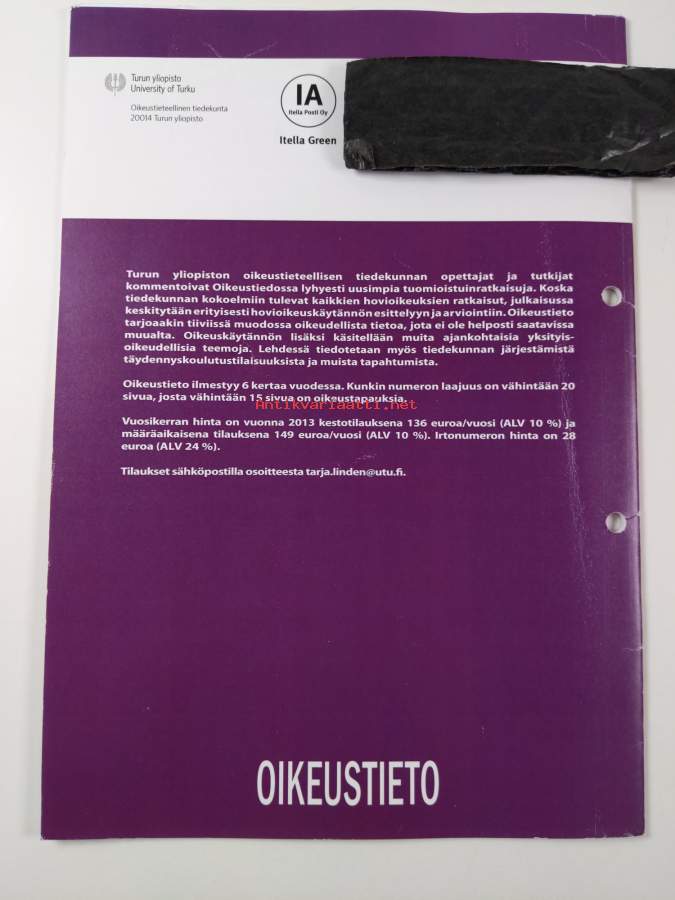 Turun yliopisto
University of Turku
Oikeustieteellinen tiedekunta
20014 Turun yliopisto
IA
Itella Posti Oy
Itella Green
Turun yliopiston oikeustieteellisen tiedekunnan opettajat ja tutkijat
kommentoivat Oikeustiedossa lyhyesti uusimpia tuomioistuinratkaisuja. Koska
tiedekunnan kokoelmiin tulevat kaikkien hovioikeuksien ratkaisut, julkaisussa
keskitytään erityisesti hovioikeuskäytännön esittelyyn ja arviointiin. Oikeustieto
tarjoaakin tiiviissä muodossa oikeudellista tietoa, jota ei ole helposti saatavissa
muualta. Oikeuskäytännön lisäksi käsitellään muita ajankohtaisia yksityis-
oikeudellisia teemoja. Lehdessä tiedotetaan myös tiedekunnan järjestämistä
täydennyskoulutustilaisuuksista ja muista tapahtumista.
Oikeustieto ilmestyy 6 kertaa vuodessa. Kunkin numeron laajuus on vähintään 20
sivua, josta vähintään 15 sivua on oikeustapauksia.
Antikvariaatti.net
Vuosikerran hinta on vuonna 2013 kestotilauksena 136 euroa/vuosi (ALV 10 %) ja
määräaikaisena tilauksena 149 euroa/vuosi (ALV 10 %). Irtonumeron hinta on 28
euroa (ALV 24 %).
Tilaukset sähköpostilla osoitteesta tarja.linden@utu.fi.
OIKEUSTIETO